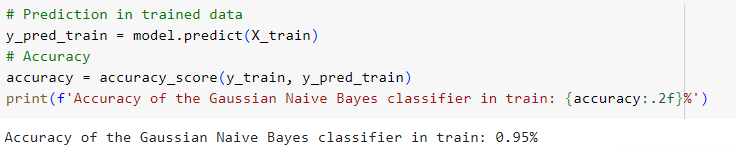 # Prediction in trained data
y_pred_train = model.predict(X_train)
# Accuracy
accuracy = accuracy_score(y_train, y_pred_train)
print(f'Accuracy of the Gaussian Naive Bayes classifier in train: {accuracy:.2f}%')
Accuracy of the Gaussian Naive Bayes classifier in train: 0.95%